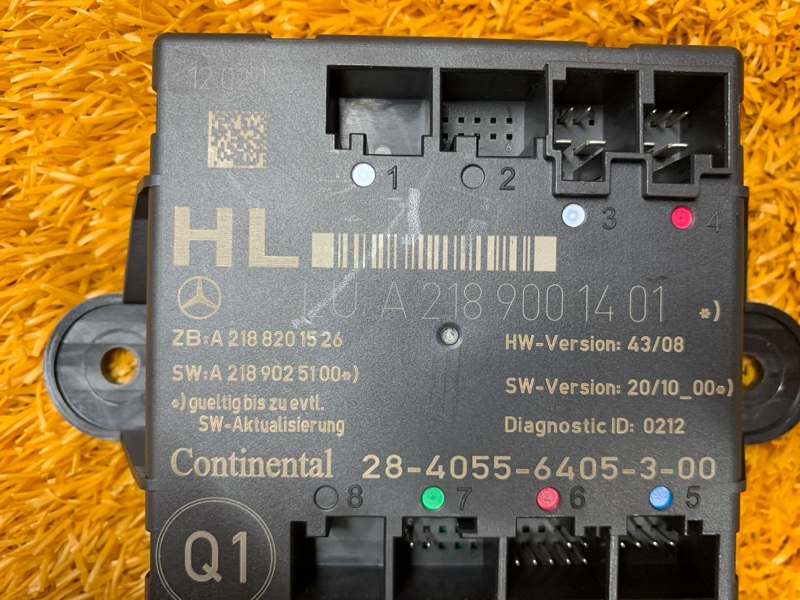 1 2
3 4
HL
LU: A 218 900 14 01 *)
ZB: A 218 820 15 26
HW-Version: 43/08
SW: A 218 902 51 00*)
SW-Version: 20/10_00*)
*) gueltig bis zu evtl.
SW-Aktualisierung
Diagnostic ID: 0212
Continental 28-4055-6405-3-00
8 7 6 5
Q1